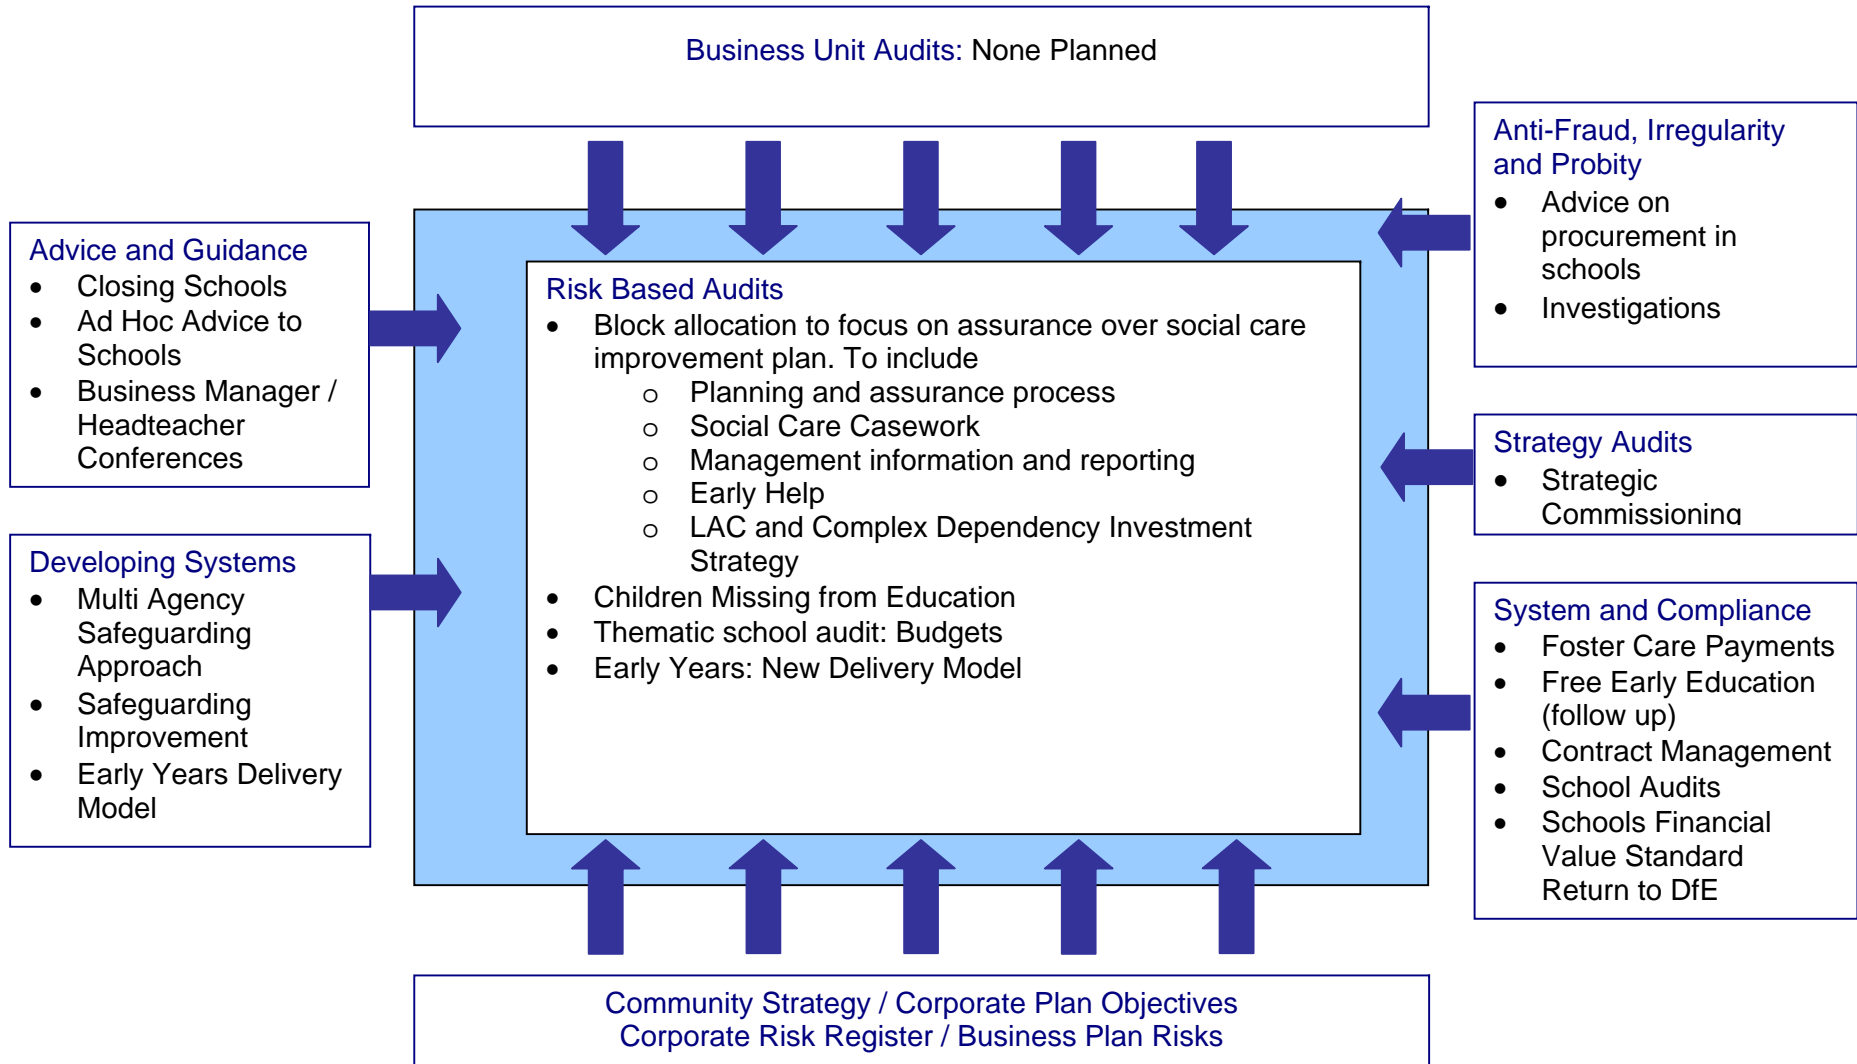 Business Unit Audits: None Planned
Advice and Guidance
• Closing Schools
• Ad Hoc Advice to
Schools
• Business Manager /
Headteacher
Conferences
Developing Systems
• Multi Agency
Safeguarding
Approach
• Safeguarding
Improvement
• Early Years Delivery
Model
Risk Based Audits
• Block allocation to focus on assurance over social care
improvement plan. To include
o Planning and assurance process
o Social Care Casework
o Management information and reporting
o Early Help
o LAC and Complex Dependency Investment
Strategy
• Children Missing from Education
• Thematic school audit: Budgets
• Early Years: New Delivery Model
Anti-Fraud, Irregularity
and Probity
• Advice on
procurement in
schools
• Investigations
Strategy Audits
• Strategic
Commissioning
System and Compliance
• Foster Care Payments
• Free Early Education
(follow up)
• Contract Management
• School Audits
• Schools Financial
Value Standard
Return to DfE
Community Strategy / Corporate Plan Objectives
Corporate Risk Register / Business Plan Risks